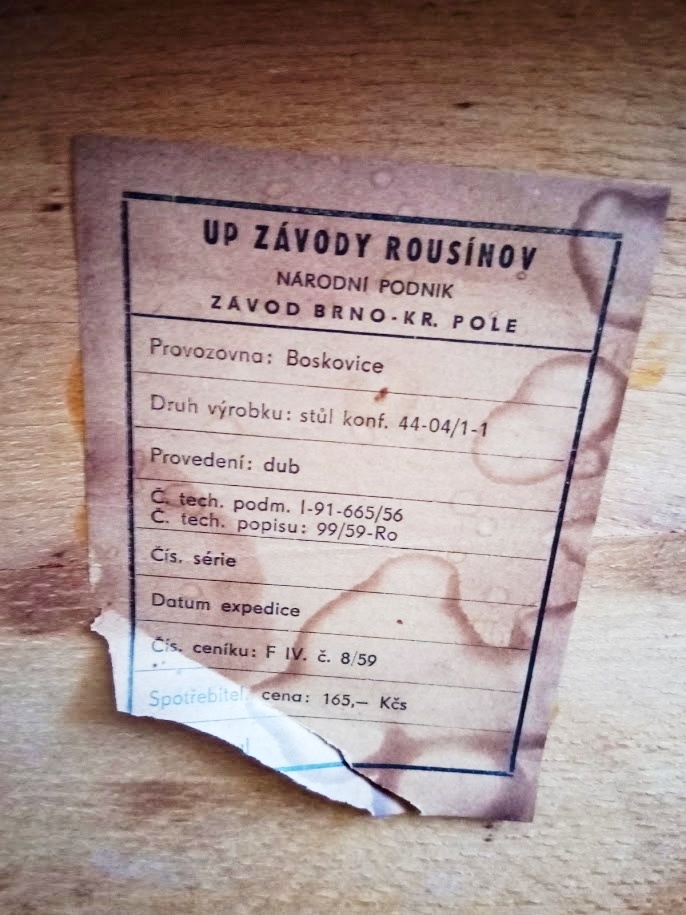 UP ZÁVODY ROUSÍNOV
NÁRODNÍ PODNIK
ZÁVOD BRNO-KR. POLE
Provozovna: Boskovice
Druh výrobku: stůl konf. 44-04/1-1
Provedení: dub
Č. tech. podm. I-91-665/56
Č. tech. popisu: 99/59-Ro
Čís. série
Datum expedice
Čís. ceníku: F IV. č. 8/59
Spotřebitel. cena: 165,— Kčs